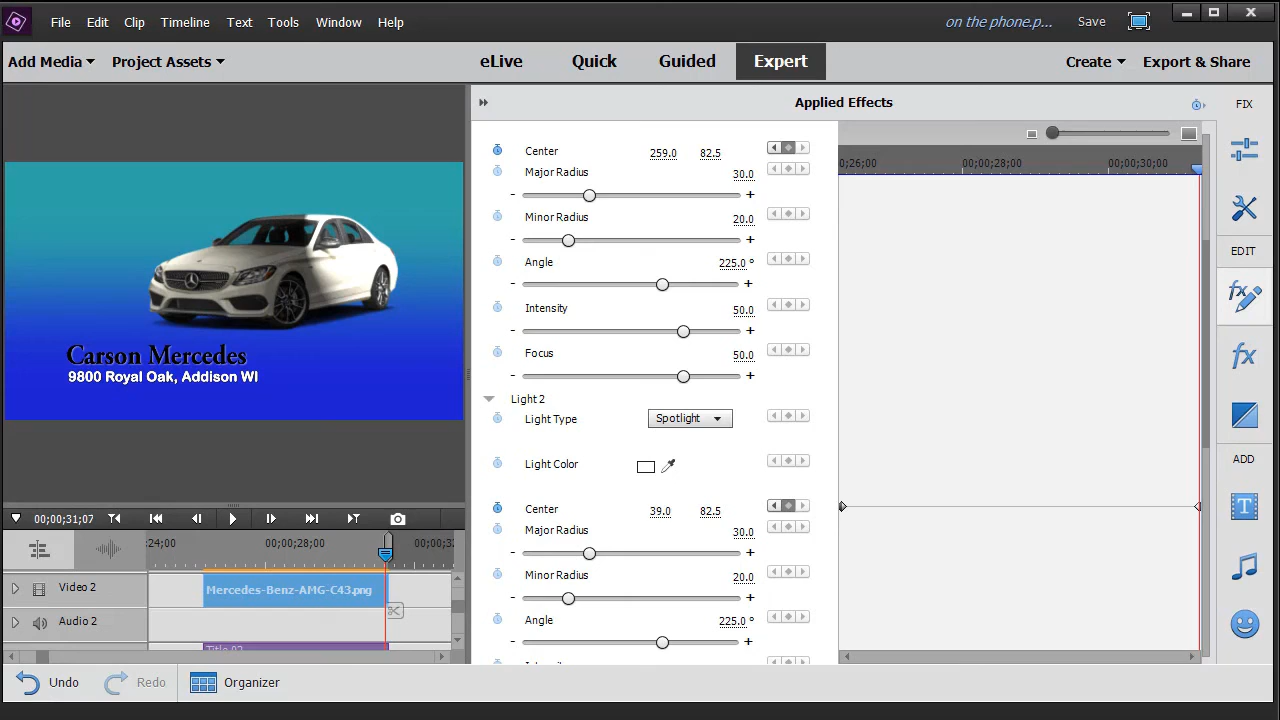 File Edit Clip Timeline Text Tools Window Help on the phone.p... Save
Add Media Project Assets eLive Quick Guided Expert Create Export & Share
Applied Effects FIX
Center 259.0 82.5
;00;26;00 00;00;28;00 00;00;30;00
Major Radius 30.0
- +
Minor Radius 20.0
- +
EDIT
Angle 225.0 °
- +
Intensity 50.0
- +
Focus 50.0
- +
Carson Mercedes
9800 Royal Oak, Addison WI
Light 2
Light Type Spotlight
ADD
Light Color
Center 39.0 82.5
00;00;31;07
Major Radius 30.0
;24;00 00;00;28;00 00;00;32
- +
Minor Radius 20.0
- +
Video 2 Mercedes-Benz-AMG-C43.png
Audio 2
Angle 225.0 °
- +
Title 02
Undo Redo Organizer